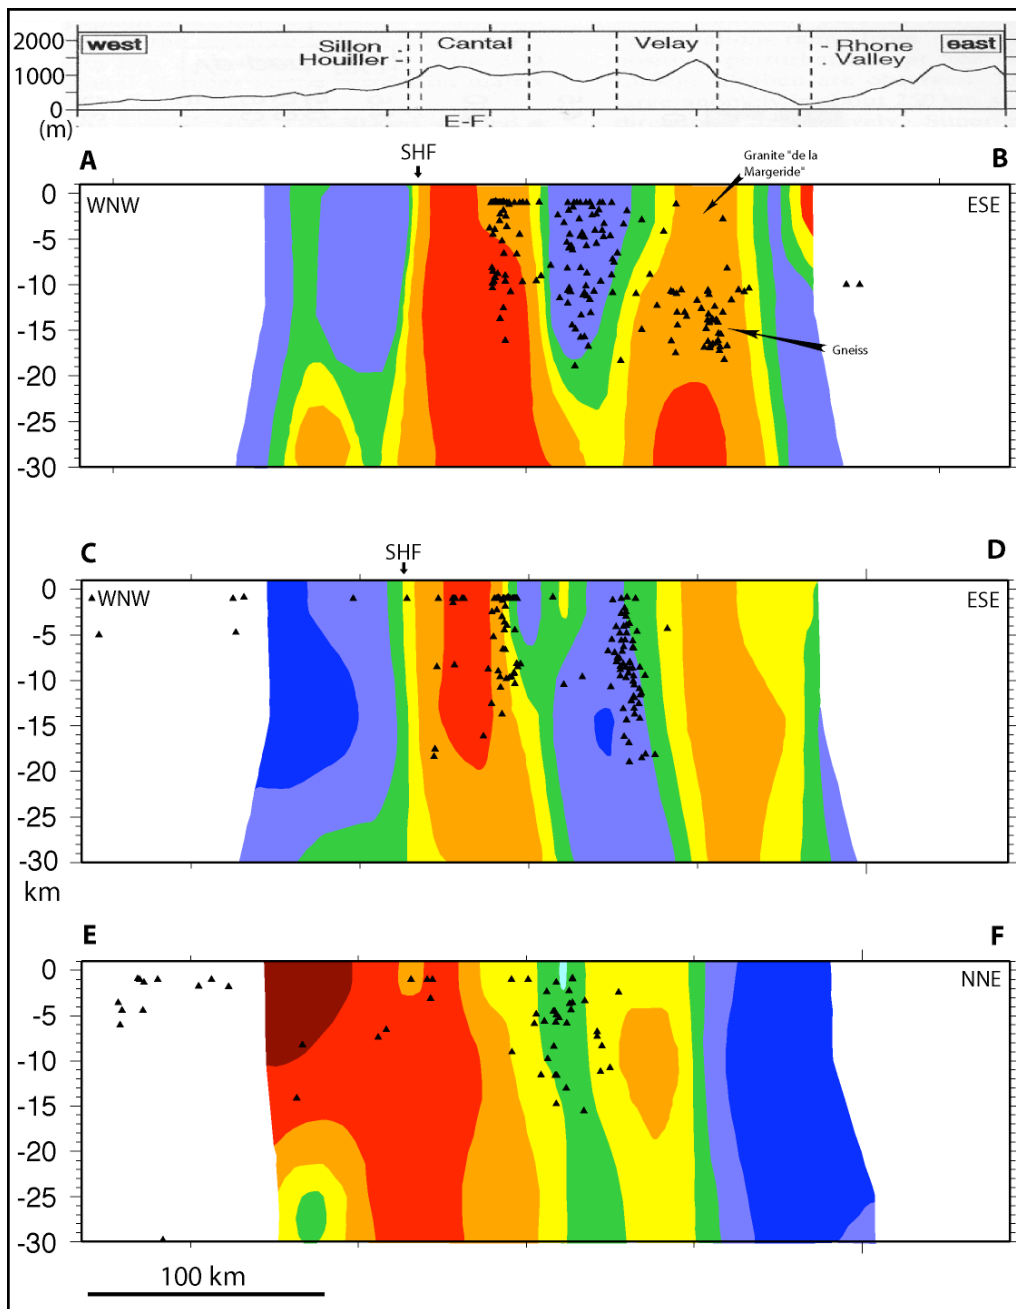 2000
1000
0
(m)
west
Sillon
Houiller
Cantal
Velay
Rhone
Valley
east
E-F
A
SHF
Granite "de la
Margeride"
B
WNW
ESE
0
-5
-10
-15
-20
-25
-30
Gneiss
C
SHF
D
WNW
ESE
0
-5
-10
-15
-20
-25
-30
km
E
F
NNE
0
-5
-10
-15
-20
-25
-30
100 km